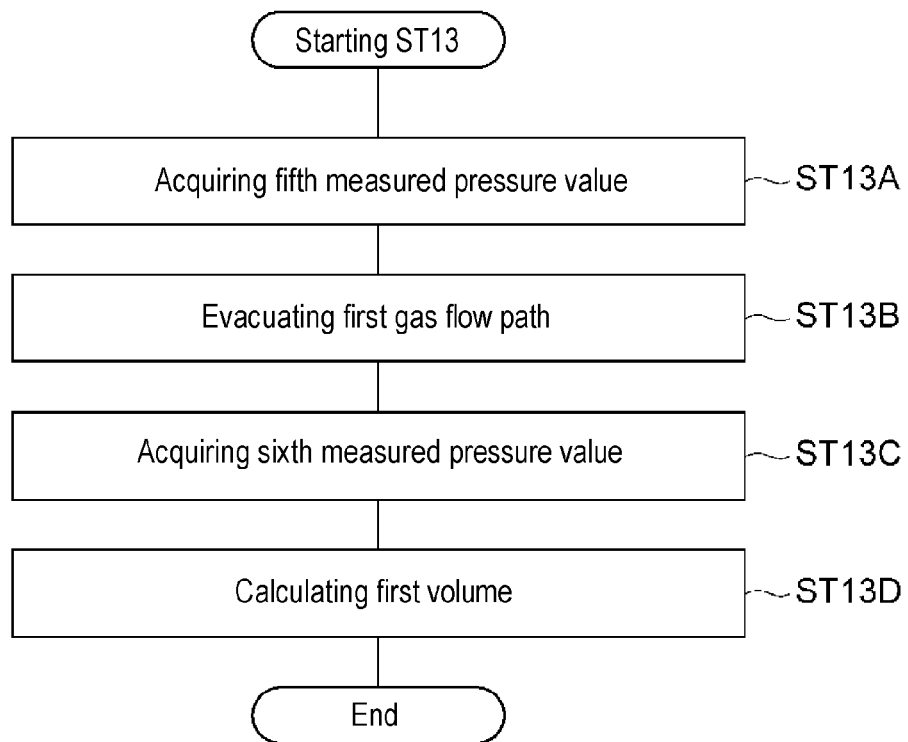 Starting ST13
Acquiring fifth measured pressure value
ST13A
Evacuating first gas flow path
ST13B
Acquiring sixth measured pressure value
ST13C
Calculating first volume
ST13D
End